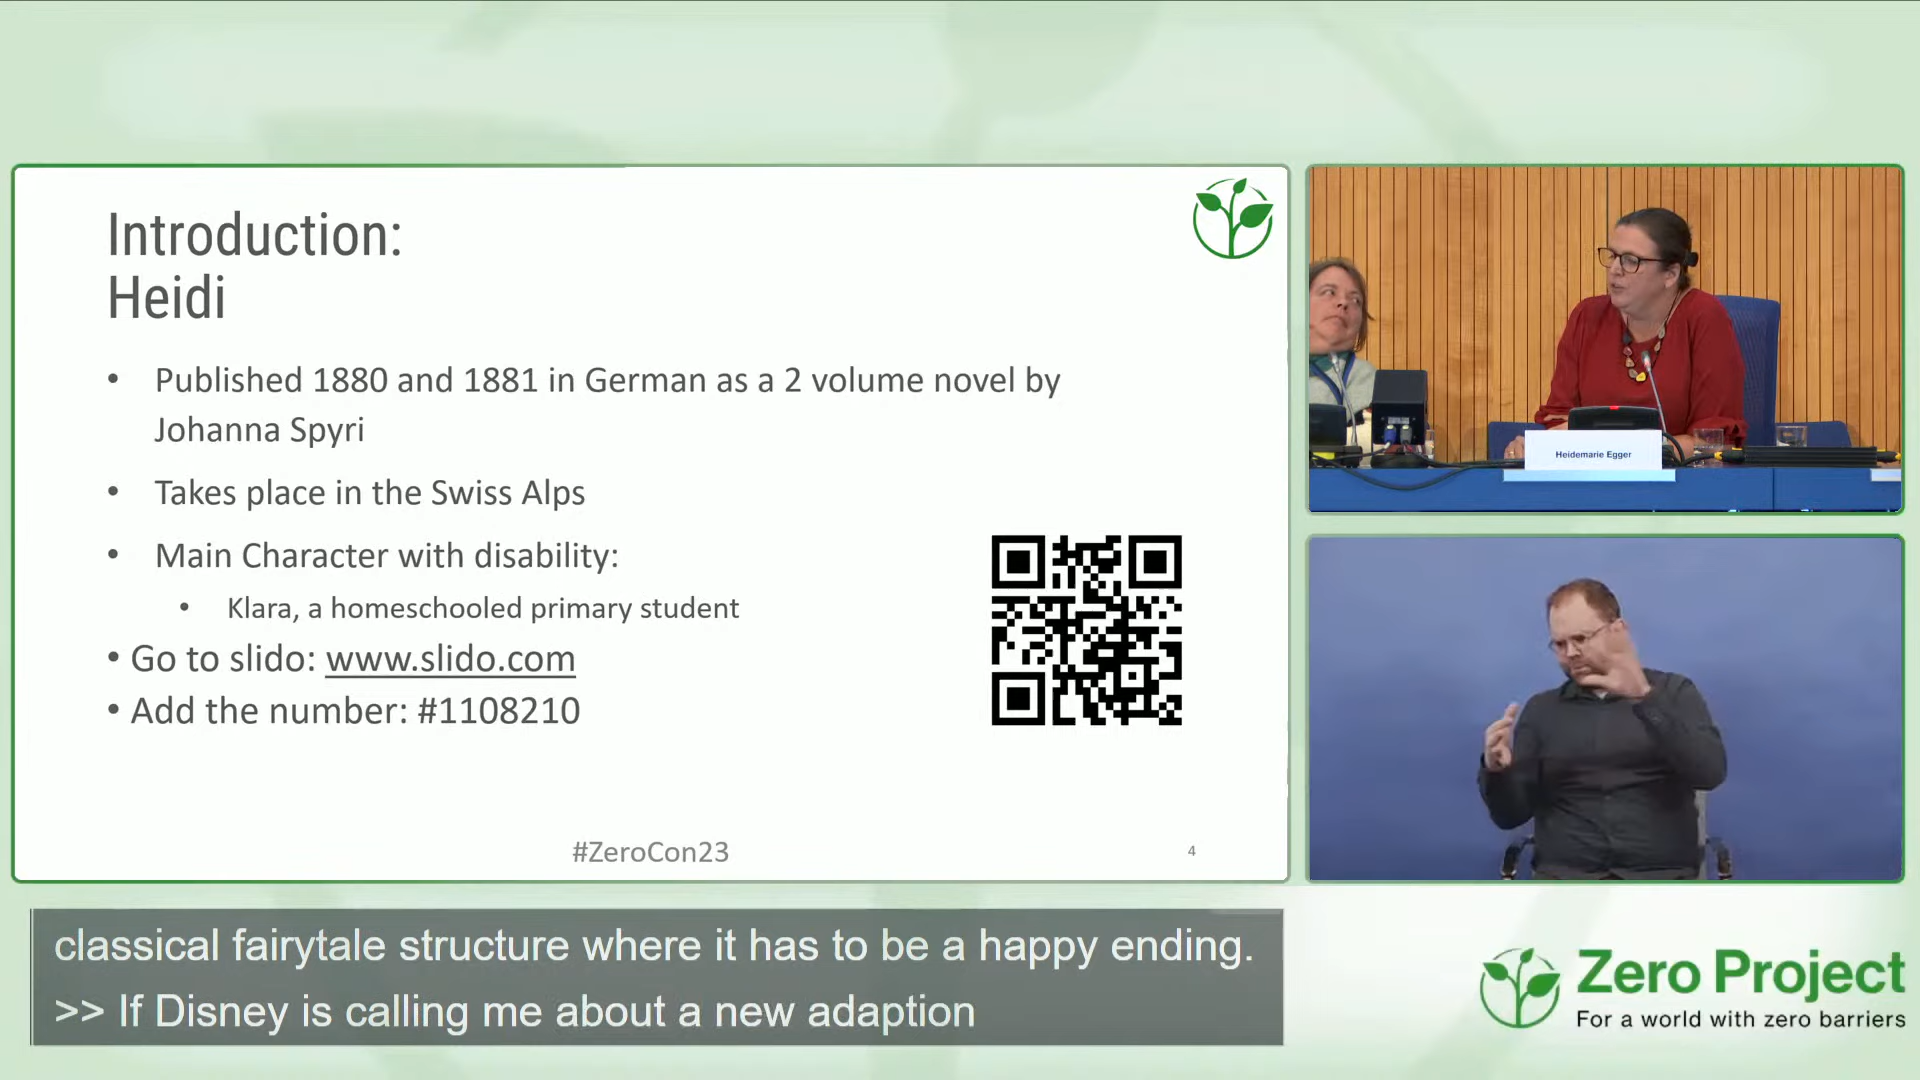 Introduction:
Heidi
• Published 1880 and 1881 in German as a 2 volume novel by
Johanna Spyri
• Takes place in the Swiss Alps
• Main Character with disability:
• Klara, a homeschooled primary student
• Go to slido: www.slido.com
• Add the number: #1108210
#ZeroCon23
4
Heidemarie Egger
classical fairytale structure where it has to be a happy ending.
>> If Disney is calling me about a new adaption
Zero Project
For a world with zero barriers